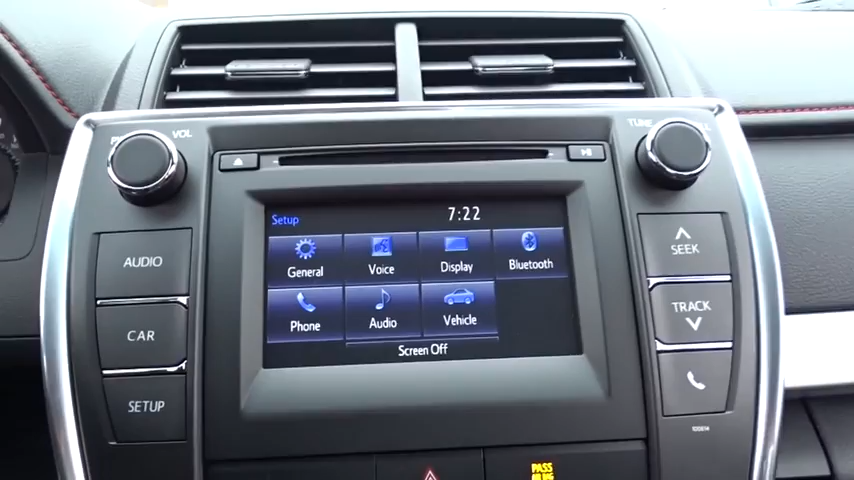 VOL
TUNE
Setup
7:22
AUDIO
General
Voice
Display
Bluetooth
SEEK
CAR
Phone
Audio
Vehicle
TRACK
Screen Off
SETUP
PASS